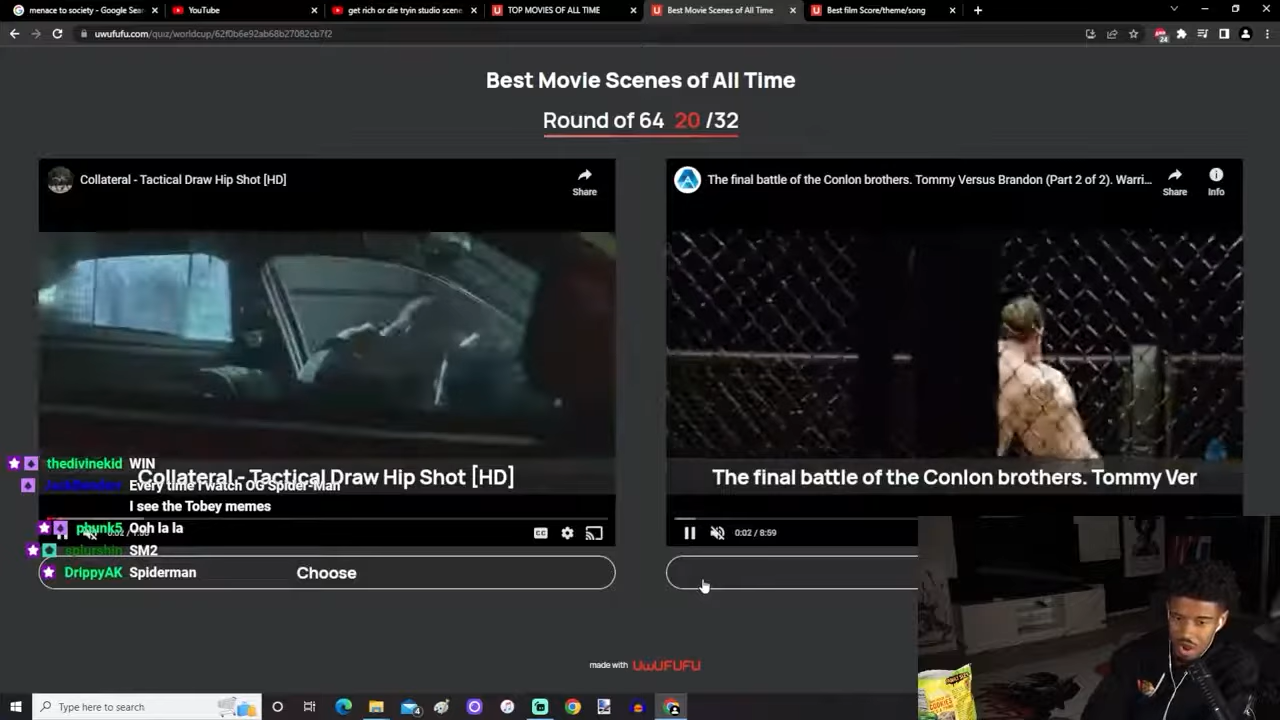 menace to society - Google Sear
YouTube
get rich or die tryin studio scene
TOP MOVIES OF ALL TIME
Best Movie Scenes of All Time
Best film Score/theme/song
uwufufu.com/quiz/worldcup/62f0b6e92ab68b27082cb7f2
24
Best Movie Scenes of All Time
Round of 64 20 /32
Collateral - Tactical Draw Hip Shot [HD]
Share
The final battle of the Conlon brothers. Tommy Versus Brandon (Part 2 of 2). Warri...
Share
Info
thedivinekid WIN
Collateral - Tactical Draw Hip Shot [HD]
The final battle of the Conlon brothers. Tommy Ver
Every time I watch OG Spider-Man
I see the Tobey memes
phunk5 Ooh la la
0:02 / 8:59
splurshin SM2
DrippyAK Spiderman
Choose
made with UWUFUFU
Type here to search